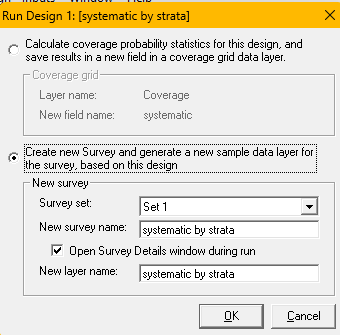 Run Design 1: [systematic by strata]
Calculate coverage probability statistics for this design, and
save results in a new field in a coverage grid data layer.
Coverage grid
Layer name: Coverage
New field name: systematic
Create new Survey and generate a new sample data layer for
the survey, based on this design
New survey
Survey set: Set 1
New survey name: systematic by strata
Open Survey Details window during run
New layer name: systematic by strata
OK Cancel